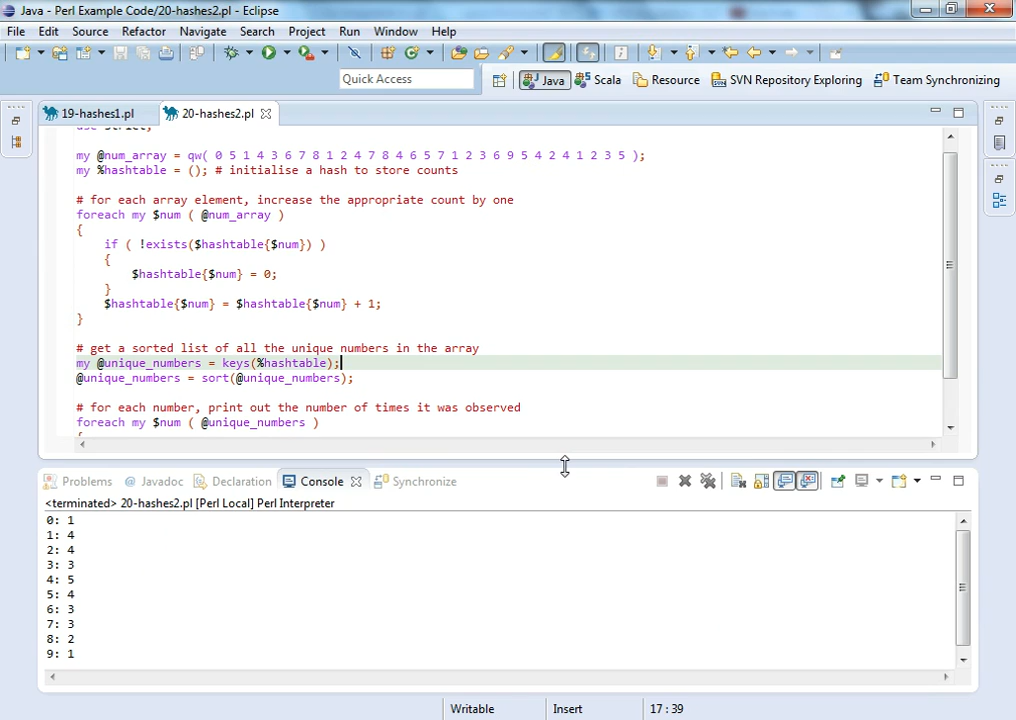 Java - Perl Example Code/20-hashes2.pl - Eclipse
File Edit Source Refactor Navigate Search Project Run Window Help
Quick Access
Java Scala Resource SVN Repository Exploring Team Synchronizing
19-hashes1.pl 20-hashes2.pl
use strict;
my @num_array = qw( 0 5 1 4 3 6 7 8 1 2 4 7 8 4 6 5 7 1 2 3 6 9 5 4 2 4 1 2 3 5 );
my %hashtable = (); # initialise a hash to store counts
# for each array element, increase the appropriate count by one
foreach my $num ( @num_array )
{
if ( !exists($hashtable{$num}) )
{
$hashtable{$num} = 0;
}
$hashtable{$num} = $hashtable{$num} + 1;
}
# get a sorted list of all the unique numbers in the array
my @unique_numbers = keys(%hashtable);
@unique_numbers = sort(@unique_numbers);
# for each number, print out the number of times it was observed
foreach my $num ( @unique_numbers )
{
Problems Javadoc Declaration Console Synchronize
<terminated> 20-hashes2.pl [Perl Local] Perl Interpreter
0: 1
1: 4
2: 4
3: 3
4: 5
5: 4
6: 3
7: 3
8: 2
9: 1
Writable Insert 17 : 39